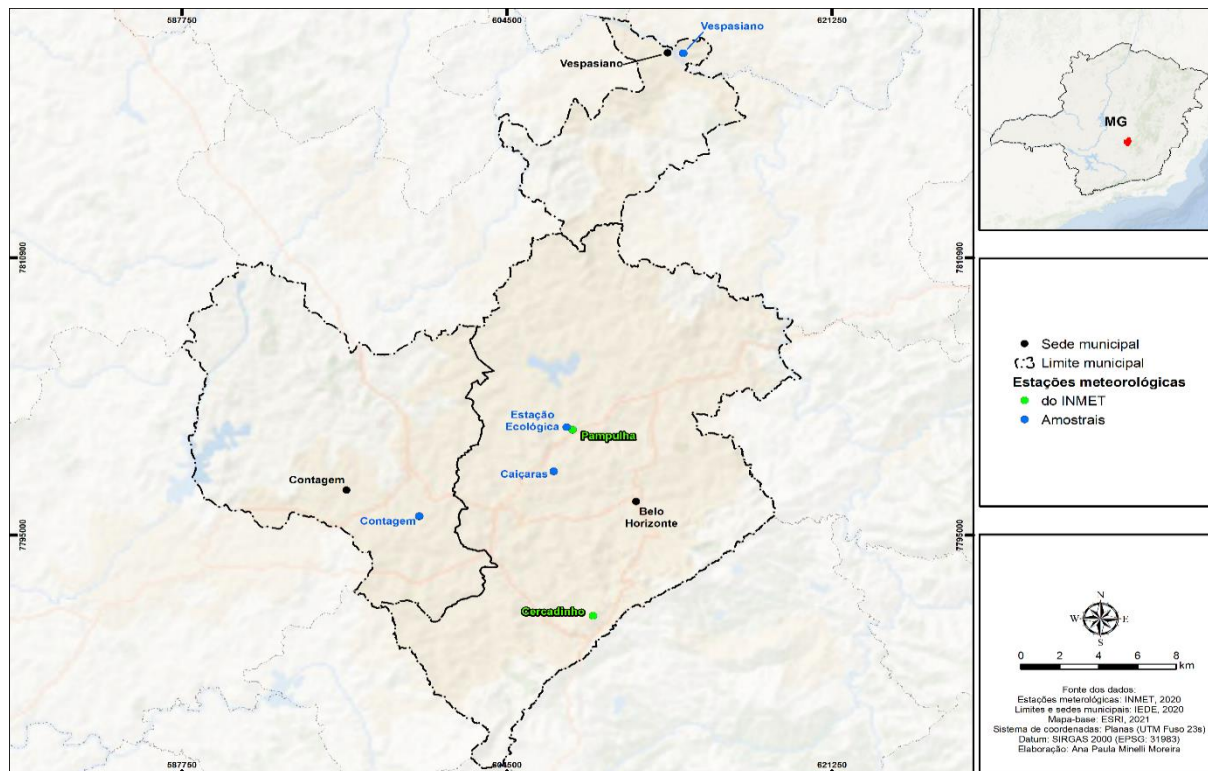 587750
604500
621250
Vespasiano
Vespasiano
MG
7810900
7810900
Sede municipal
Limite municipal
Estações meteorológicas
do INMET
Amostrais
Estação
Ecológica
Pampulha
Caiçaras
Contagem
Contagem
Belo
Horizonte
7795000
7795000
Cercadinho
N
W
E
S
0 2 4 6 8
km
Fonte dos dados:
Estações meterológicas: INMET, 2020
Limites e sedes municipais: IEDE, 2020
Mapa-base: ESRI, 2021
Sistema de coordenadas: Planas (UTM Fuso 23s)
Datum: SIRGAS 2000 (EPSG: 31983)
Elaboração: Ana Paula Minelli Moreira
587750
604500
621250